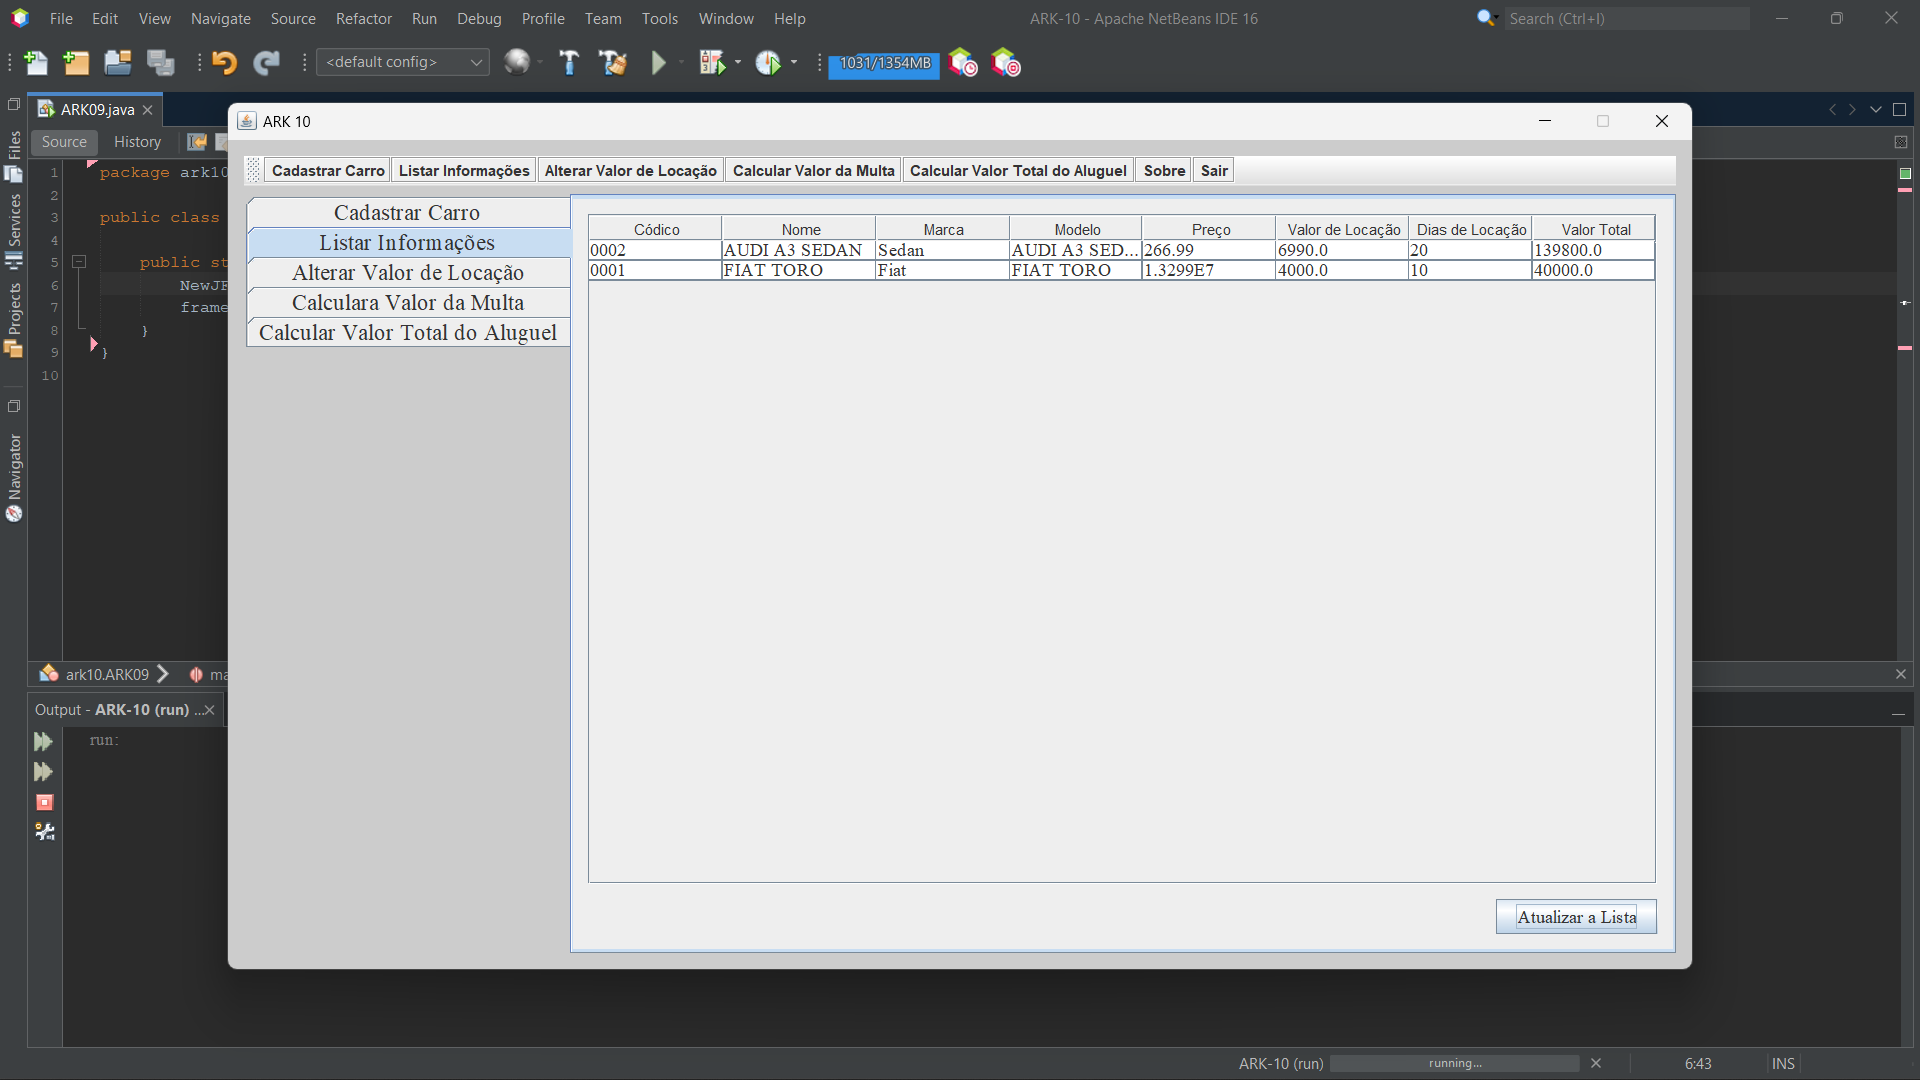 File Edit View Navigate Source Refactor Run Debug Profile Team Tools Window Help
ARK-10 - Apache NetBeans IDE 16
Search (Ctrl+I)
<default config>
1031/1354MB
ARK09.java
Source History
Files
Services
Projects
Navigator
1 package ark10
2
3 public class
4
5 public st
6 NewJF
7 frame
8 }
9 }
10
ARK 10
Cadastrar Carro Listar Informações Alterar Valor de Locação Calcular Valor da Multa Calcular Valor Total do Aluguel Sobre Sair
Cadastrar Carro
Listar Informações
Alterar Valor de Locação
Calculara Valor da Multa
Calcular Valor Total do Aluguel
Códico Nome Marca Modelo Preço Valor de Locação Dias de Locação Valor Total
0002 AUDI A3 SEDAN Sedan AUDI A3 SED... 266.99 6990.0 20 139800.0
0001 FIAT TORO Fiat FIAT TORO 1.3299E7 4000.0 10 40000.0
Atualizar a Lista
ark10.ARK09 ma
Output - ARK-10 (run) ...
run:
ARK-10 (run) running... 6:43 INS